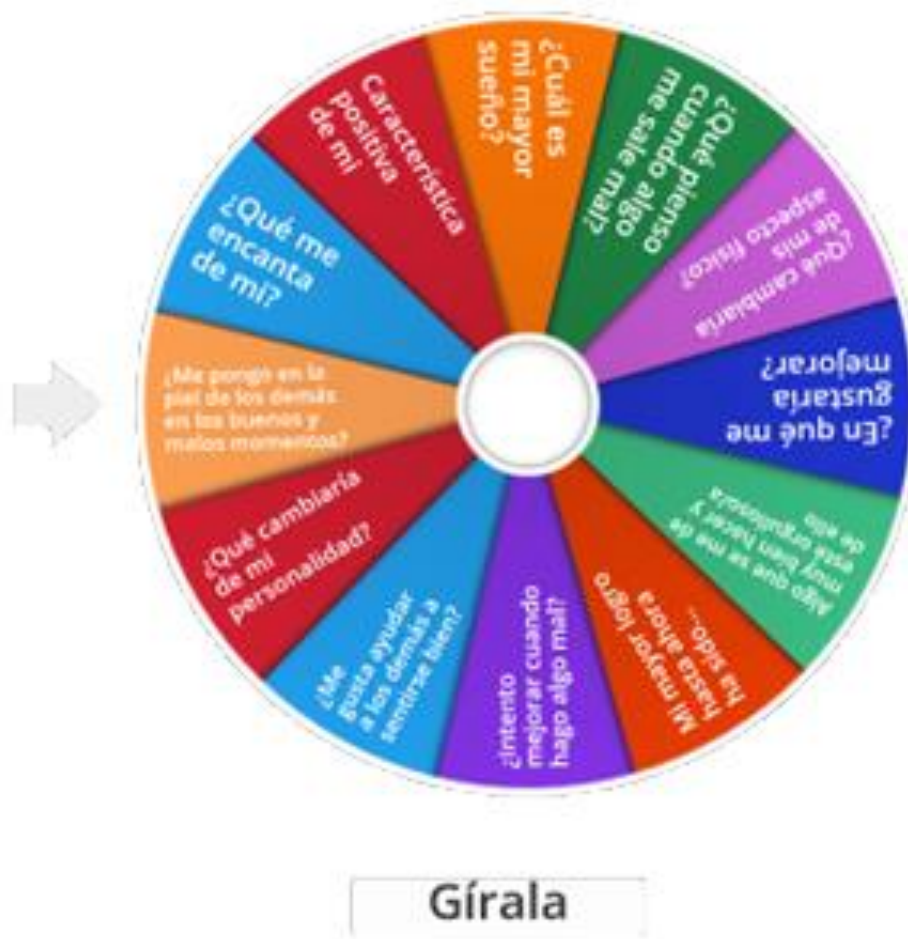 ¿Cuál es
mi mayor
sueño?
¿Qué pienso
cuando algo
me sale mal?
¿Qué cambiaría
de mis
aspecto físico?
¿En qué me
gustaría
mejorar?
Algo que se me de
muy bien hacer y
esté orgulloso/a
de ello
Mi mayor logro
hasta ahora
ha sido...
¿Intento
mejorar cuando
hago algo mal?
¿Me
gusta ayudar
a los demás a
sentirse bien?
¿Qué cambiaría
de mi
personalidad?
¿Me pongo en la
piel de los demás
en los buenos y
malos momentos?
¿Qué me
encanta
de mi?
Característica
positiva
de mi
Gírala